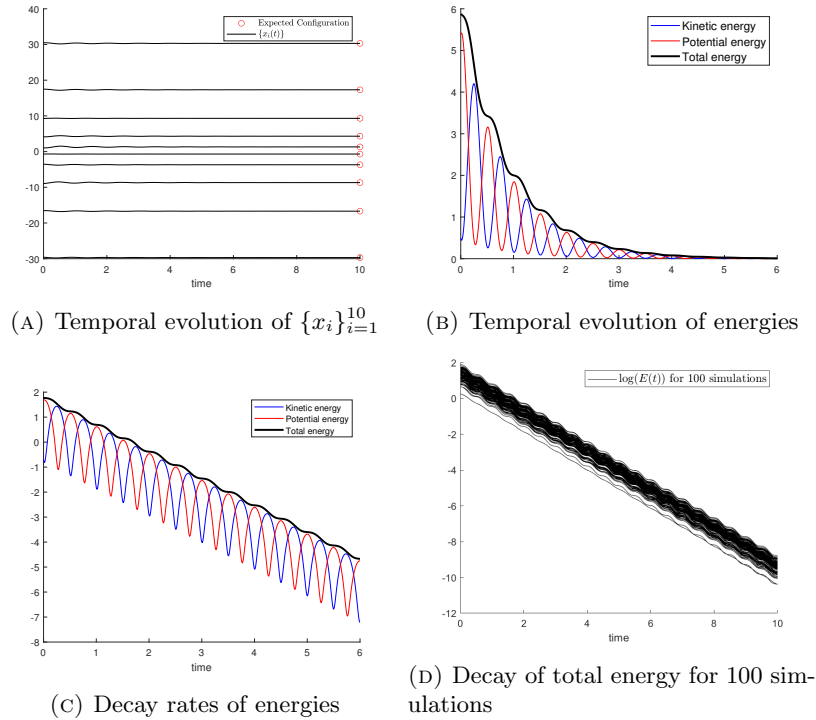 40
30
20
10
0
-10
-20
-30
0 2 4 6 8 10
time
Expected Configuration
{x_i(t)}
(A) Temporal evolution of {x_i}_{i=1}^{10}
6
5
4
3
2
1
0
0 1 2 3 4 5 6
time
Kinetic energy
Potential energy
Total energy
(B) Temporal evolution of energies
2
1
0
-1
-2
-3
-4
-5
-6
-7
-8
0 1 2 3 4 5 6
time
Kinetic energy
Potential energy
Total energy
(C) Decay rates of energies
2
0
-2
-4
-6
-8
-10
-12
0 2 4 6 8 10
time
log(E(t)) for 100 simulations
(D) Decay of total energy for 100 sim-
ulations